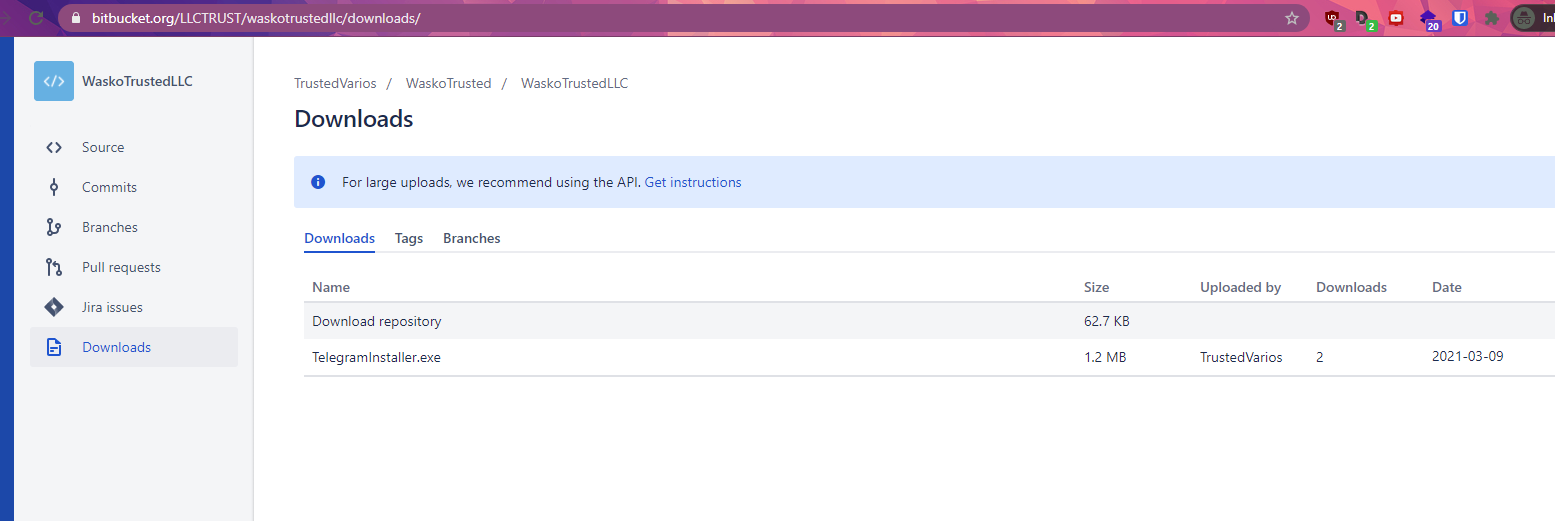 bitbucket.org/LLCTRUST/waskotrustedllc/downloads/
2 2 20 In
WaskoTrustedLLC
Source
Commits
Branches
Pull requests
Jira issues
Downloads
TrustedVarios / WaskoTrusted / WaskoTrustedLLC
Downloads
For large uploads, we recommend using the API. Get instructions
Downloads Tags Branches
Name Size Uploaded by Downloads Date
Download repository 62.7 KB
TelegramInstaller.exe 1.2 MB TrustedVarios 2 2021-03-09